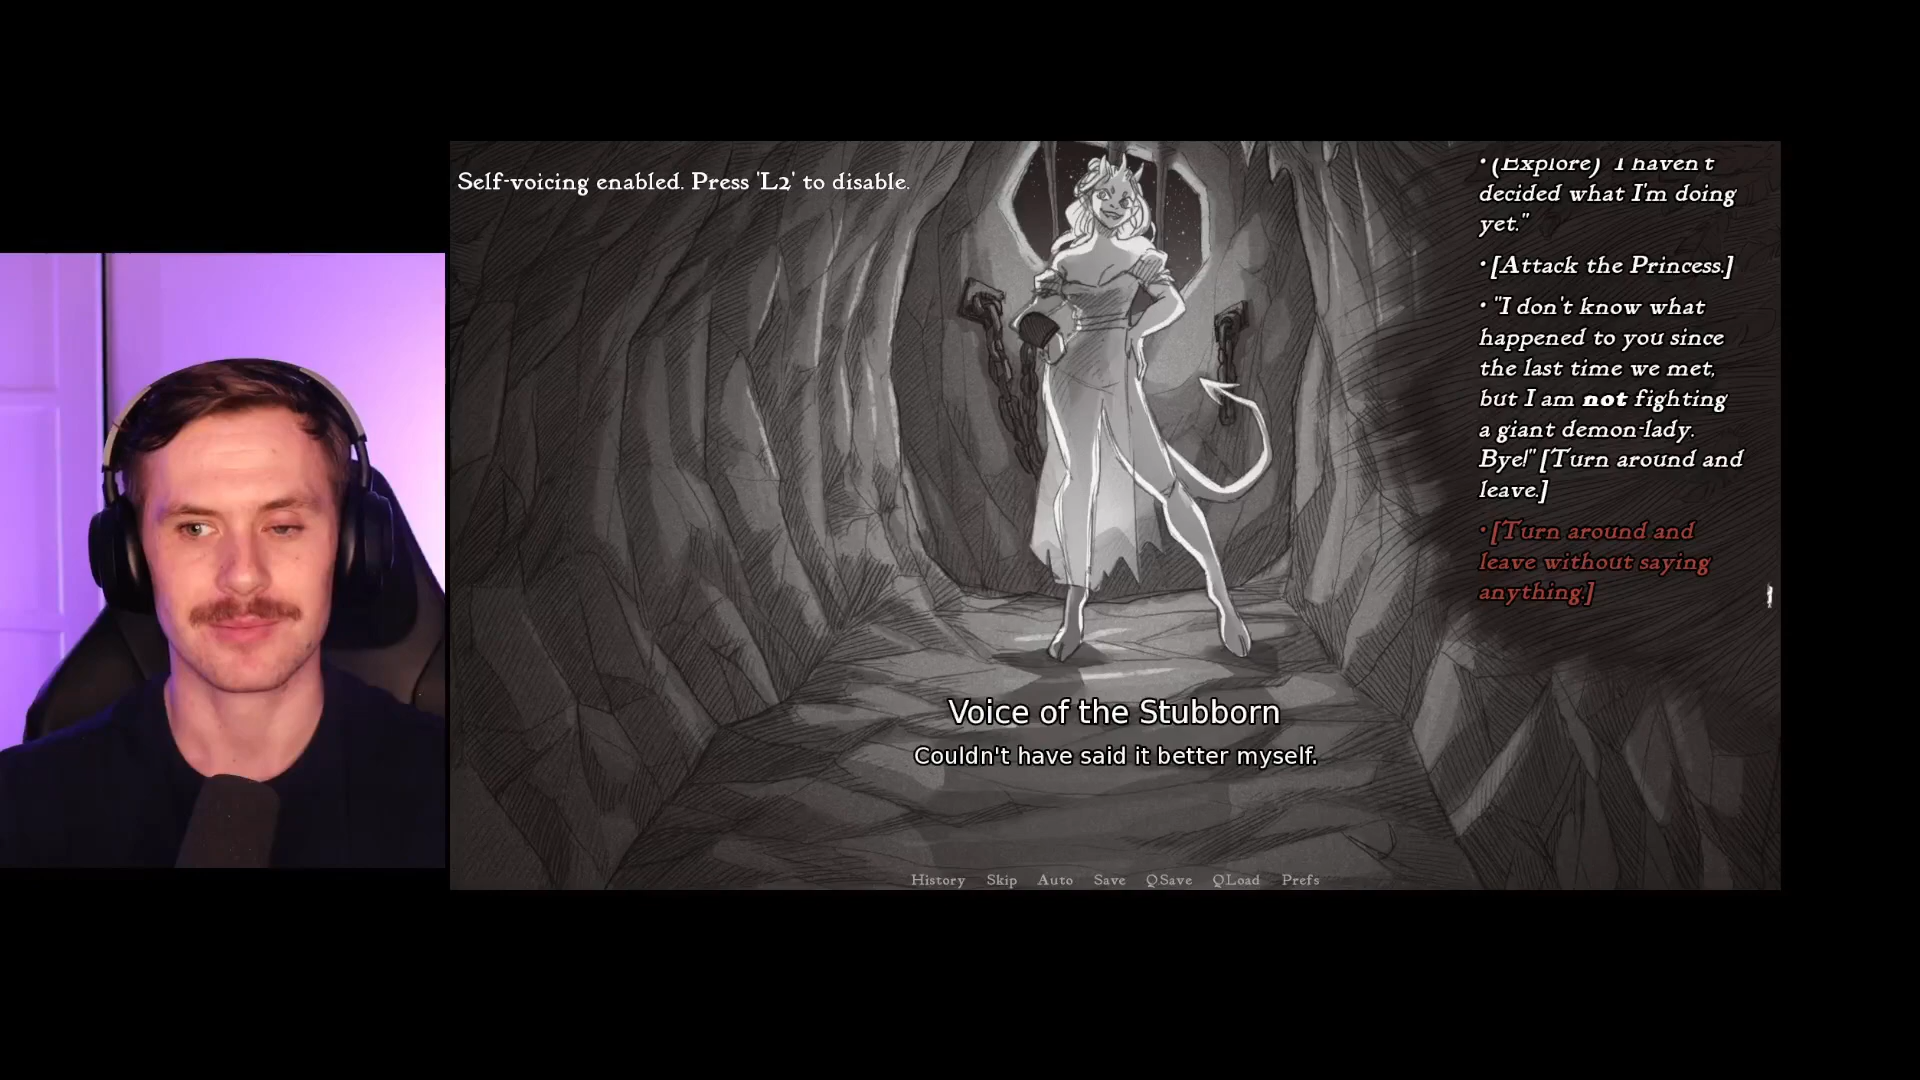 Self-voicing enabled. Press 'L2' to disable.
• (Explore) "I haven't
decided what I'm doing
yet."
• [Attack the Princess.]
• "I don't know what
happened to you since
the last time we met,
but I am not fighting
a giant demon-lady.
Bye!" [Turn around and
leave.]
• [Turn around and
leave without saying
anything.]
Voice of the Stubborn
Couldn't have said it better myself.
History Skip Auto Save QSave QLoad Prefs